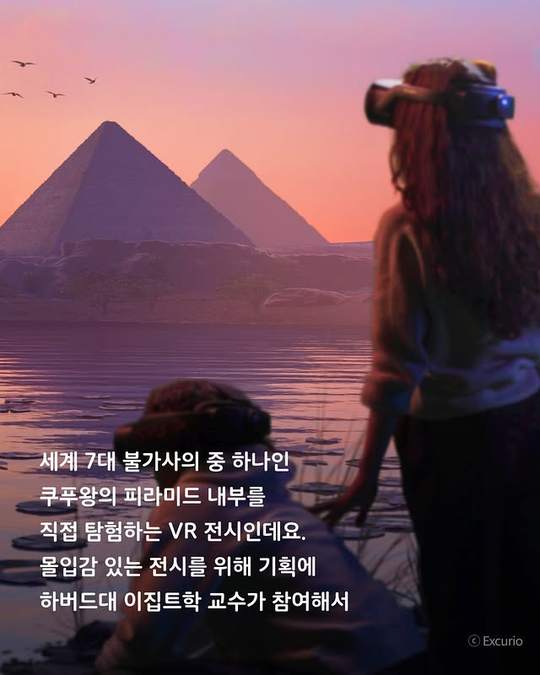 세계 7대 불가사의 중 하나인
쿠푸왕의 피라미드 내부를
직접 탐험하는 VR 전시인데요.
몰입감 있는 전시를 위해 기획에
하버드대 이집트학 교수가 참여해서
ⓒ Excurio